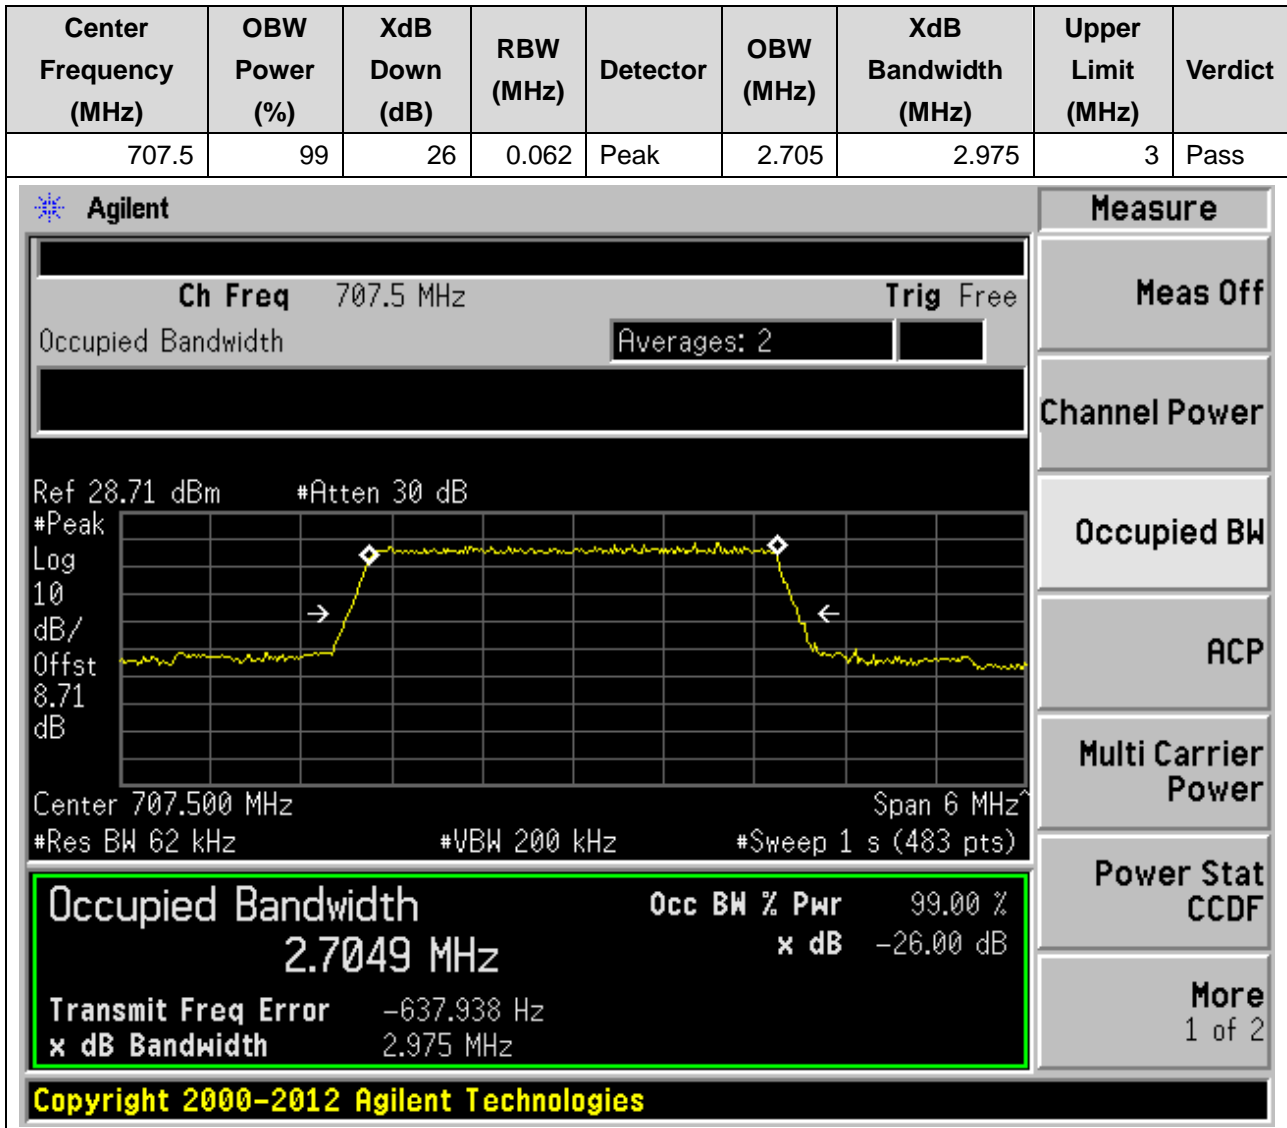 Center Frequency (MHz) OBW Power (%) XdB Down (dB) RBW (MHz) Detector OBW (MHz) XdB Bandwidth (MHz) Upper Limit (MHz) Verdict
707.5 99 26 0.062 Peak 2.705 2.975 3 Pass
Agilent
Measure
Ch Freq 707.5 MHz Trig Free
Meas Off
Occupied Bandwidth Averages: 2
Channel Power
Ref 28.71 dBm #Atten 30 dB
#Peak
Log
10
dB/
Offst
8.71
dB
Occupied BW
ACP
Multi Carrier
Power
Center 707.500 MHz Span 6 MHz^
#Res BW 62 kHz #VBW 200 kHz #Sweep 1 s (483 pts)
Power Stat
CCDF
Occupied Bandwidth Occ BW % Pwr 99.00 %
2.7049 MHz x dB -26.00 dB
Transmit Freq Error -637.938 Hz
x dB Bandwidth 2.975 MHz
More
1 of 2
Copyright 2000-2012 Agilent Technologies